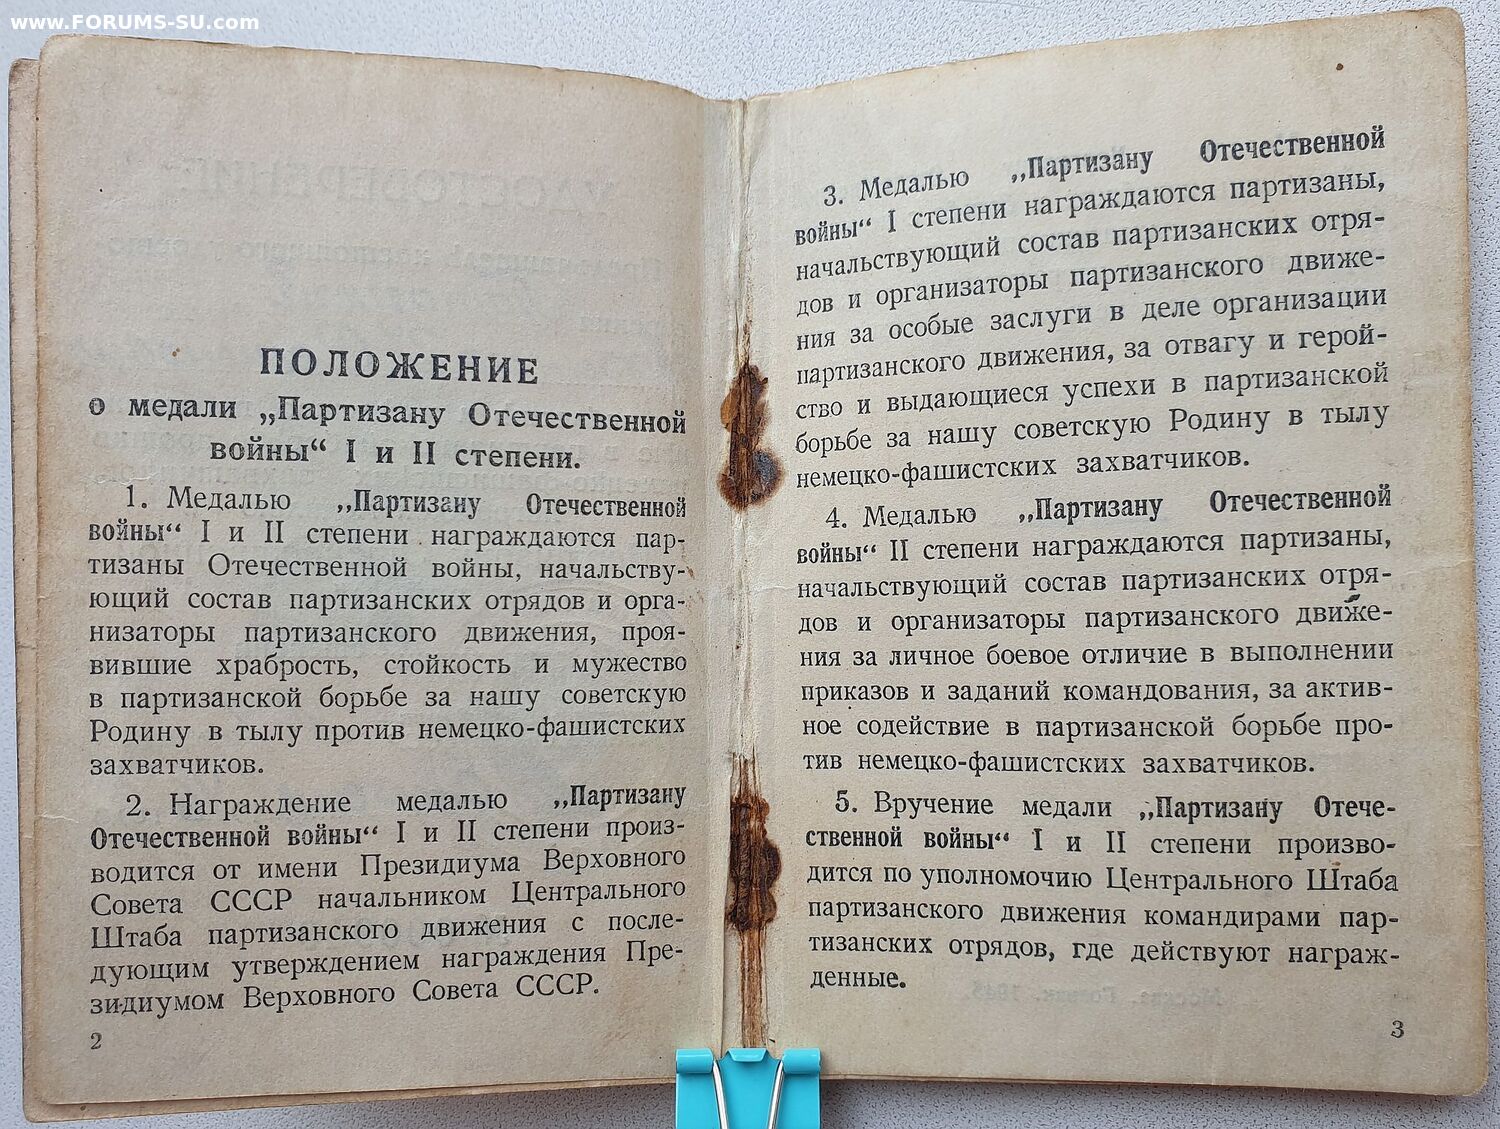 www.FORUMS-SU.com
ПОЛОЖЕНИЕ
о медали „Партизану Отечественной
войны“ I и II степени.
1. Медалью „Партизану Отечественной
войны“ I и II степени награждаются пар-
тизаны Отечественной войны, начальству-
ющий состав партизанских отрядов и орга-
низаторы партизанского движения, проя-
вившие храбрость, стойкость и мужество
в партизанской борьбе за нашу советскую
Родину в тылу против немецко-фашистских
захватчиков.
2. Награждение медалью „Партизану
Отечественной войны“ I и II степени произ-
водится от имени Президиума Верховного
Совета СССР начальником Центрального
Штаба партизанского движения с после-
дующим утверждением награждения Пре-
зидиумом Верховного Совета СССР.
2
3. Медалью „Партизану Отечественной
войны“ I степени награждаются партизаны,
начальствующий состав партизанских отря-
дов и организаторы партизанского движе-
ния за особые заслуги в деле организации
партизанского движения, за отвагу и герой-
ство и выдающиеся успехи в партизанской
борьбе за нашу советскую Родину в тылу
немецко-фашистских захватчиков.
4. Медалью „Партизану Отечественной
войны“ II степени награждаются партизаны,
начальствующий состав партизанских отря-
дов и организаторы партизанского движе-
ния за личное боевое отличие в выполнении
приказов и заданий командования, за актив-
ное содействие в партизанской борьбе про-
тив немецко-фашистских захватчиков.
5. Вручение медали „Партизану Отече-
ственной войны“ I и II степени произво-
дится по уполномочию Центрального Штаба
партизанского движения командирами пар-
тизанских отрядов, где действуют награж-
денные.
3